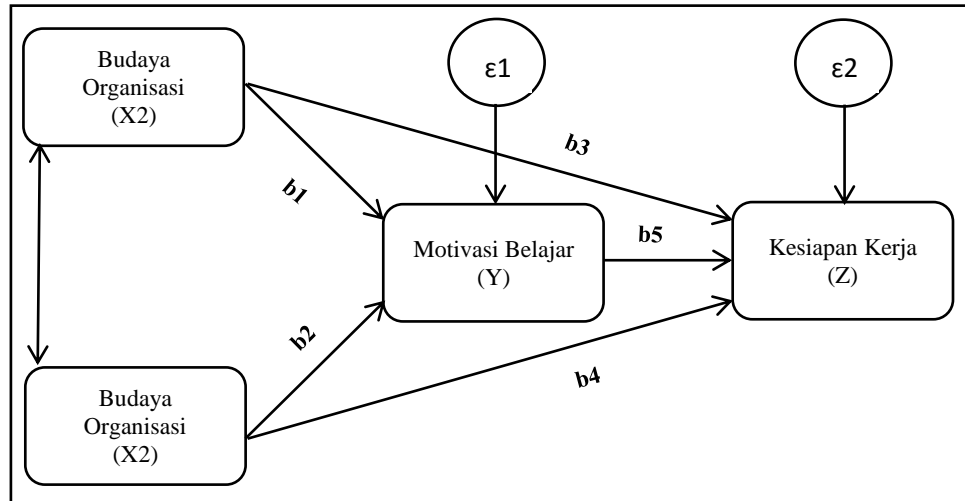 Budaya
Organisasi
(X2)
ε1
ε2
b3
b1
Motivasi Belajar
(Y)
b5
Kesiapan Kerja
(Z)
b2
b4
Budaya
Organisasi
(X2)